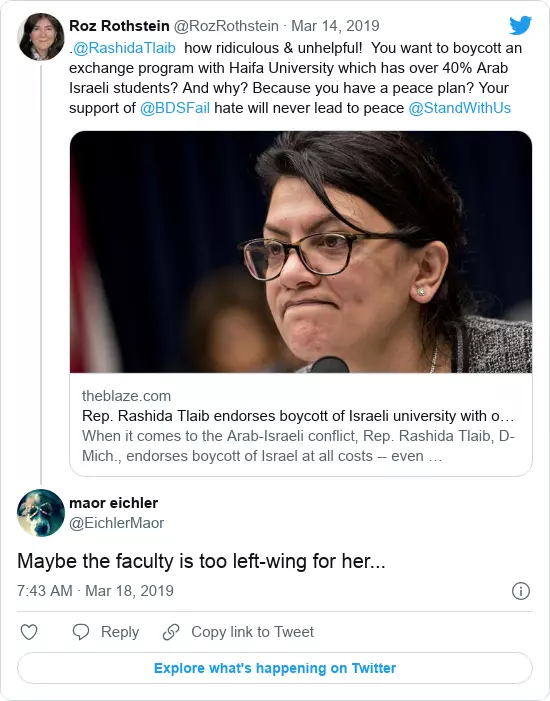 Roz Rothstein @RozRothstein · Mar 14, 2019
.@RashidaTlaib how ridiculous & unhelpful! You want to boycott an
exchange program with Haifa University which has over 40% Arab
Israeli students? And why? Because you have a peace plan? Your
support of @BDSFail hate will never lead to peace @StandWithUs
theblaze.com
Rep. Rashida Tlaib endorses boycott of Israeli university with o…
When it comes to the Arab-Israeli conflict, Rep. Rashida Tlaib, D-
Mich., endorses boycott of Israel at all costs -- even …
maor eichler
@EichlerMaor
Maybe the faculty is too left-wing for her...
7:43 AM · Mar 18, 2019
Reply
Copy link to Tweet
Explore what's happening on Twitter